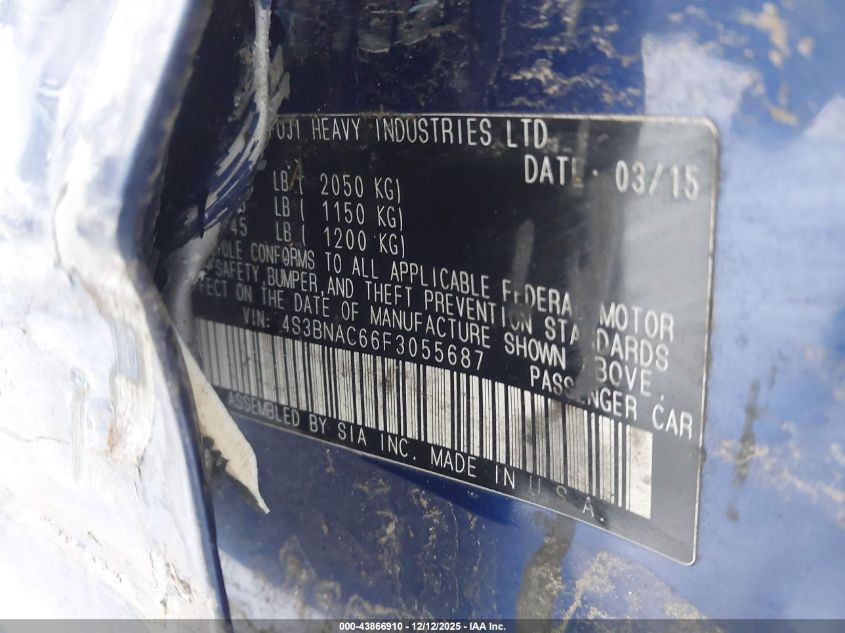 HEAVY INDUSTRIES LTD
DATE 03/15
LB ( 2050 KG)
LB ( 1150 KG)
45 LB ( 1200 KG)
CONFORMS TO ALL APPLICABLE FEDERAL MOTOR
SAFETY, BUMPER, AND THEFT PREVENTION STANDARDS
ON THE DATE OF MANUFACTURE SHOWN ABOVE.
VIN: 4S3BNAC66F3055687 PASSENGER CAR
ASSEMBLED BY SIA INC. MADE IN U.S.A.
000-43866910 - 12/12/2025 - IAA Inc.